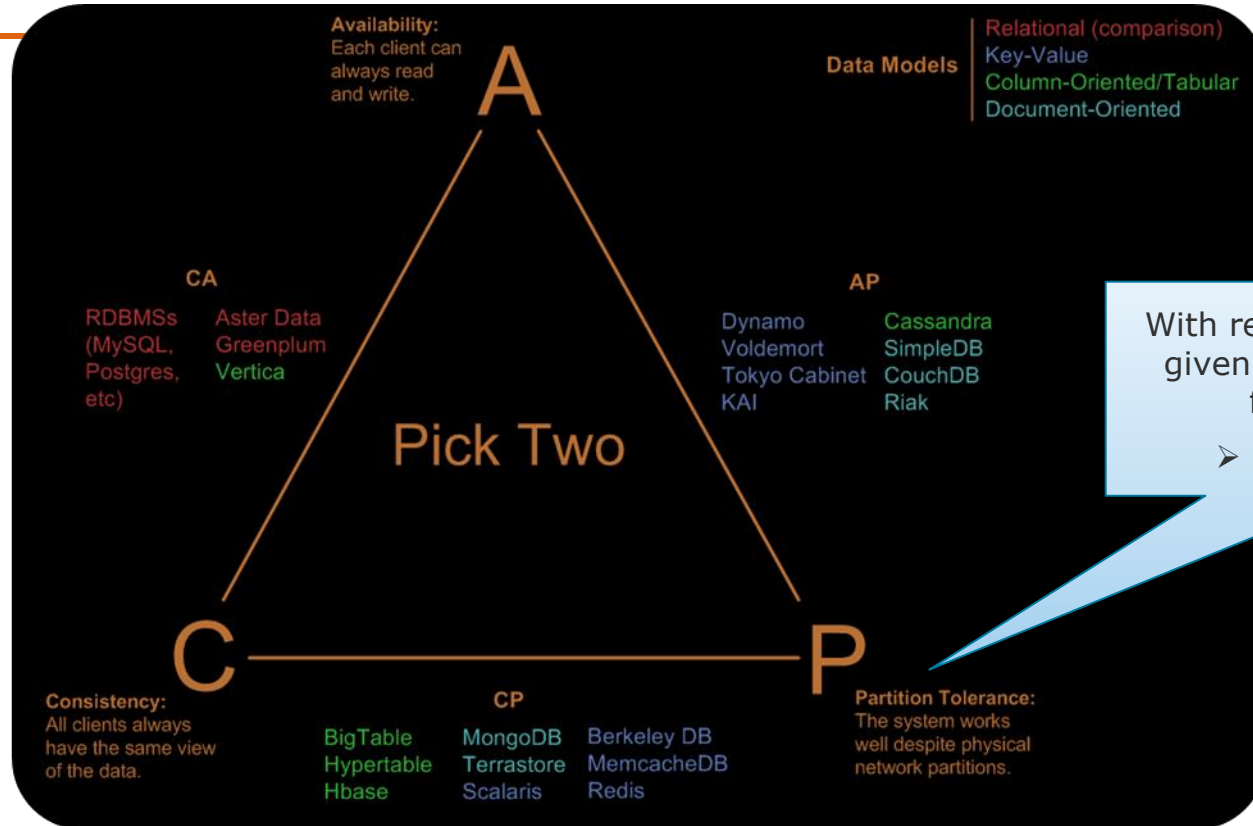 Availability:
Each client can
always read
and write.
A
Data Models
Relational (comparison)
Key-Value
Column-Oriented/Tabular
Document-Oriented
CA
RDBMSs
(MySQL,
Postgres,
etc)
Aster Data
Greenplum
Vertica
AP
Dynamo
Voldemort
Tokyo Cabinet
KAI
Cassandra
SimpleDB
CouchDB
Riak
With
given
➢
Pick Two
C
P
Consistency:
All clients always
have the same view
of the data.
CP
BigTable
Hypertable
Hbase
MongoDB
Terrastore
Scalaris
Berkeley DB
MemcacheDB
Redis
Partition Tolerance:
The system works
well despite physical
network partitions.